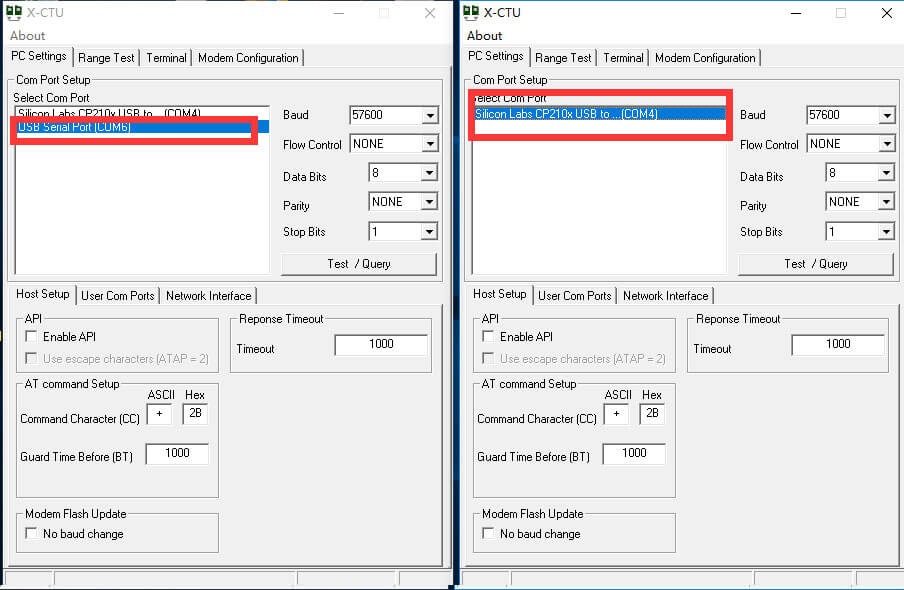 X-CTU
About
PC Settings Range Test Terminal Modem Configuration
Com Port Setup
Select Com Port
Silicon Labs CP210x USB to ...(COM4)
USB Serial Port (COM6)
Baud 57600
Flow Control NONE
Data Bits 8
Parity NONE
Stop Bits 1
Test / Query
Host Setup User Com Ports Network Interface
API
Enable API
Use escape characters (ATAP = 2)
Reponse Timeout
Timeout 1000
AT command Setup
ASCII Hex
Command Character (CC) + 2B
Guard Time Before (BT) 1000
Modem Flash Update
No baud change
X-CTU
About
PC Settings Range Test Terminal Modem Configuration
Com Port Setup
Select Com Port
Silicon Labs CP210x USB to ...(COM4)
Baud 57600
Flow Control NONE
Data Bits 8
Parity NONE
Stop Bits 1
Test / Query
Host Setup User Com Ports Network Interface
API
Enable API
Use escape characters (ATAP = 2)
Reponse Timeout
Timeout 1000
AT command Setup
ASCII Hex
Command Character (CC) + 2B
Guard Time Before (BT) 1000
Modem Flash Update
No baud change